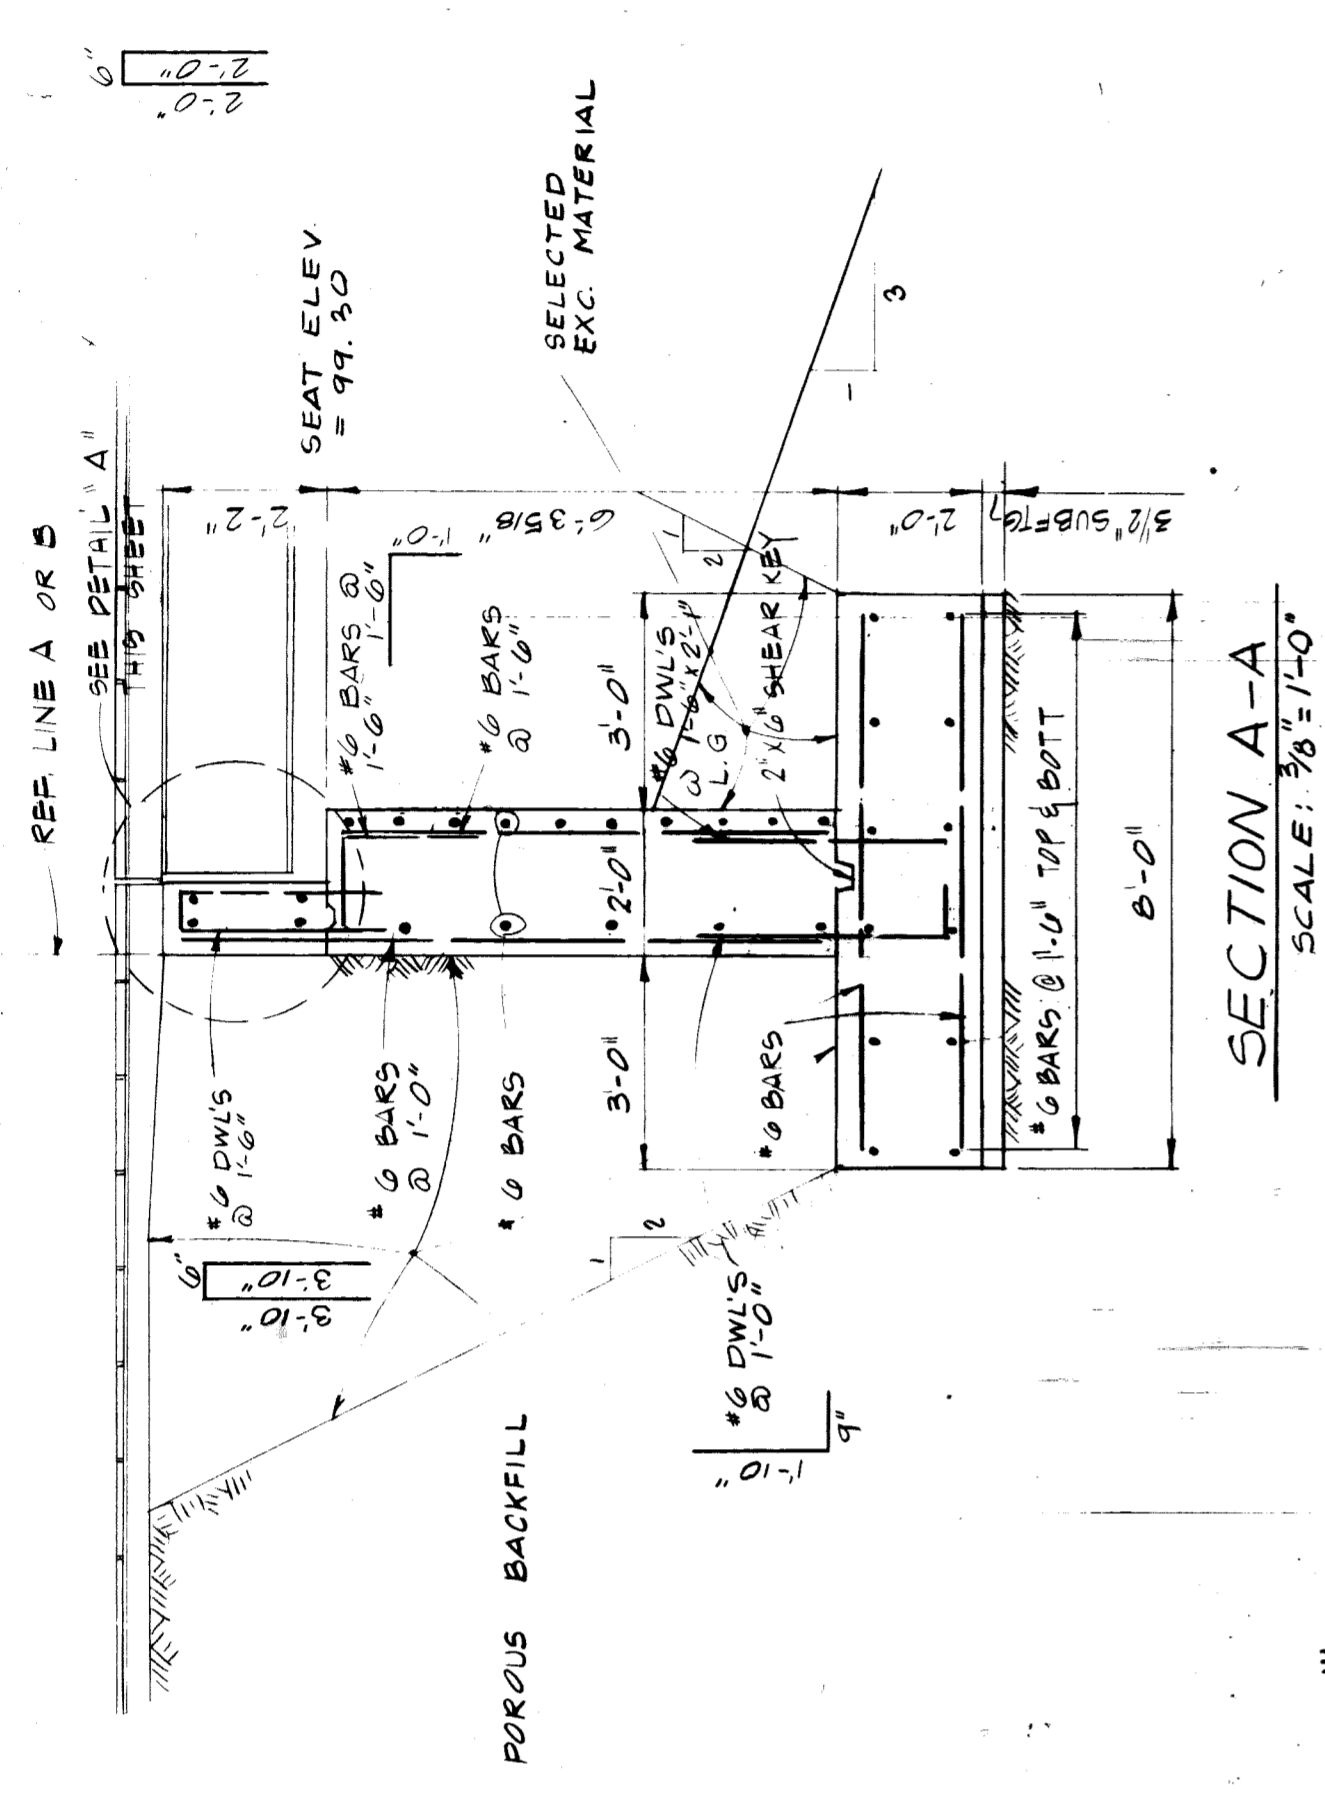 REF. LINE A OR B
SEE DETAIL "A"
THIS SHEET
6"
2'-0"
2'-0"
SEAT ELEV.
= 99.30
SELECTED
EXC. MATERIAL
2'-2"
6'-3 5/8"
2'-0"
3 1/2" SUBFTG
#6 BARS @
1'-6"
1'-6"
1'-0"
#6 BARS
@ 1'-6"
1
2
1
3
#6 DWL'S
@ 1'-6" x 2'-1"
L.G
2" x 6" SHEAR KEY
3'-0"
2'-0"
3'-0"
#6 DWL'S
@ 1'-6"
6"
3'-10"
3'-10"
#6 BARS
@ 1'-0"
#6 BARS
#6 BARS
1
2
#6 DWL'S
@ 1'-0"
1'-10"
9"
POROUS BACKFILL
#6 BARS @ 1'-6" TOP & BOTT
8'-0"
SECTION A-A
SCALE: 3/8" = 1'-0"